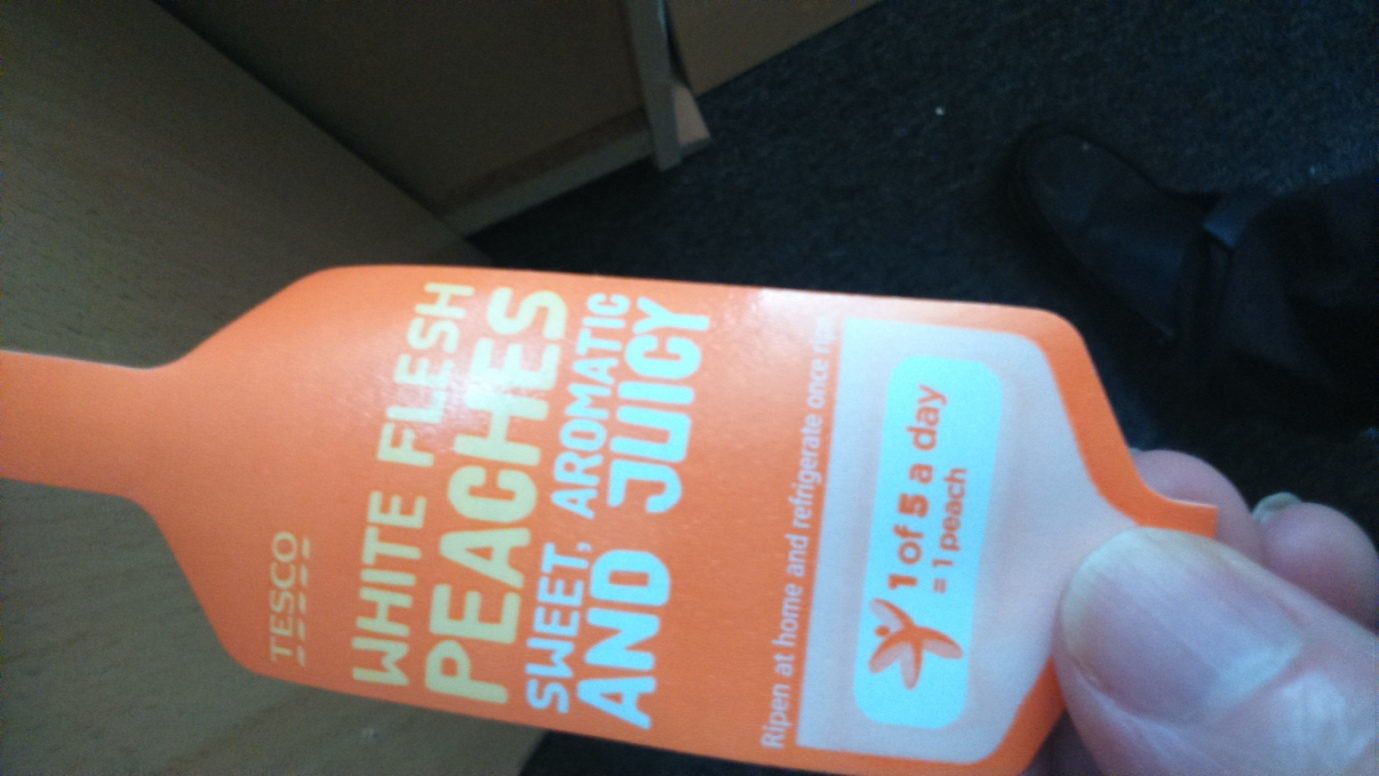 TESCO
WHITE FLESH
PEACHES
SWEET, AROMATIC
AND JUICY
Ripen at home and refrigerate once
1 of 5 a day
= 1 peach